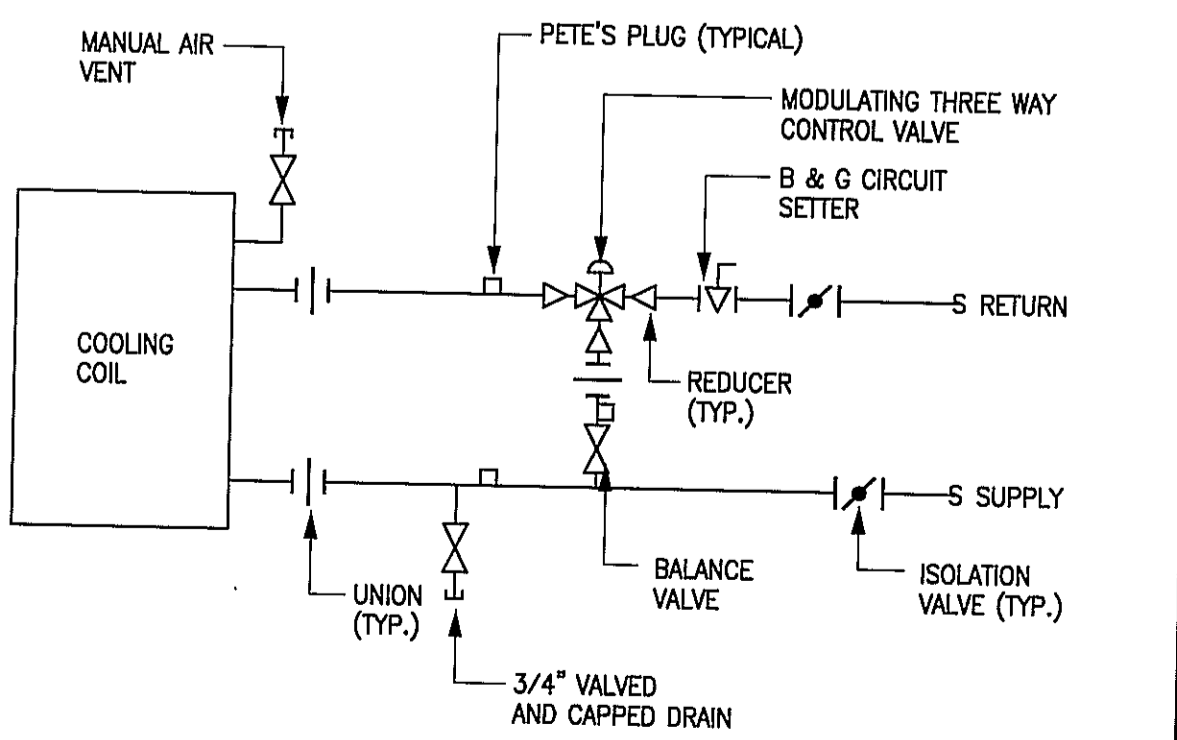 MANUAL AIR
VENT
PETE'S PLUG (TYPICAL)
MODULATING THREE WAY
CONTROL VALVE
B & G CIRCUIT
SETTER
S RETURN
COOLING
COIL
REDUCER
(TYP.)
S SUPPLY
BALANCE
VALVE
ISOLATION
VALVE (TYP.)
UNION
(TYP.)
3/4" VALVED
AND CAPPED DRAIN